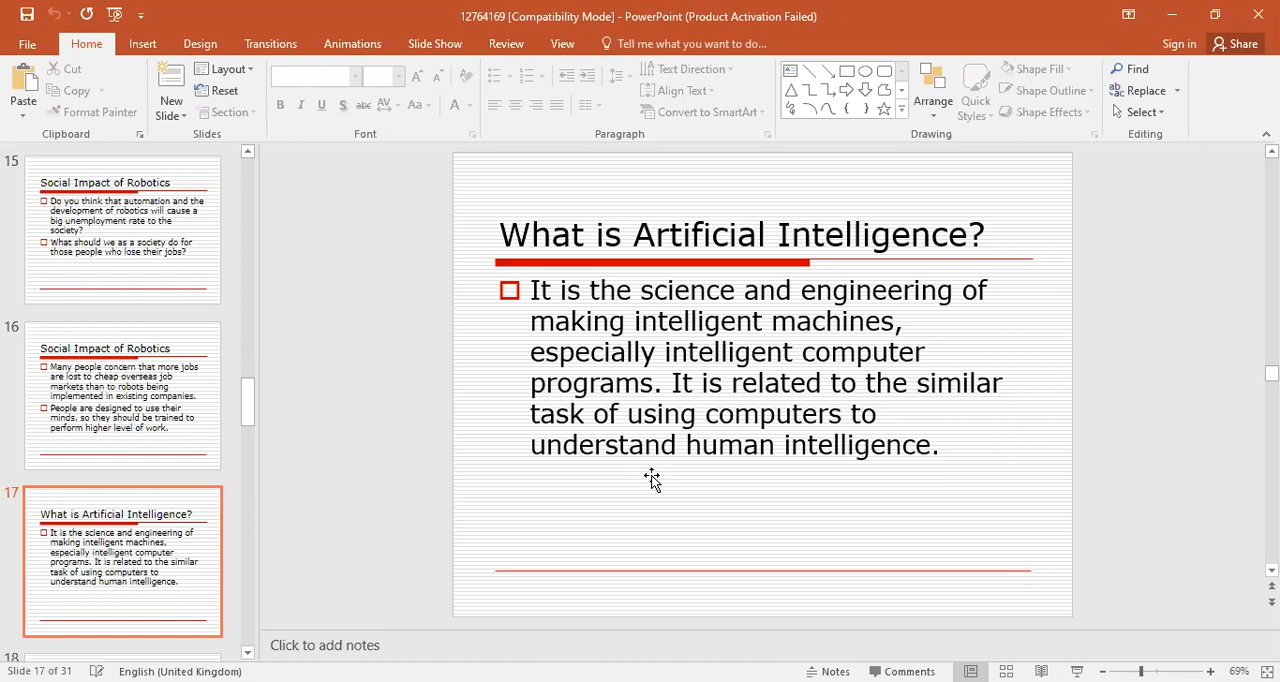 12764169 [Compatibility Mode] - PowerPoint (Product Activation Failed)
File Home Insert Design Transitions Animations Slide Show Review View Tell me what you want to do... Sign in Share
Paste
Cut
Copy
Format Painter
Clipboard
New
Slide
Layout
Reset
Section
Slides
B I U S abc AV Aa A
Font
Paragraph
Text Direction
Align Text
Convert to SmartArt
Arrange
Quick
Styles
Shape Fill
Shape Outline
Shape Effects
Drawing
Find
Replace
Select
Editing
15
Social Impact of Robotics
Do you think that automation and the
development of robotics will cause a
big unemployment rate to the
society?
What should we as a society do for
those people who lose their jobs?
16
Social Impact of Robotics
Many people concern that more jobs
are lost to cheap overseas job
markets than to robots being
implemented in existing companies.
People are designed to use their
minds, so they should be trained to
perform higher level of work.
17
What is Artificial Intelligence?
It is the science and engineering of
making intelligent machines,
especially intelligent computer
programs. It is related to the similar
task of using computers to
understand human intelligence.
18
What is Artificial Intelligence?
It is the science and engineering of
making intelligent machines,
especially intelligent computer
programs. It is related to the similar
task of using computers to
understand human intelligence.
Click to add notes
Slide 17 of 31 English (United Kingdom) Notes Comments 69%